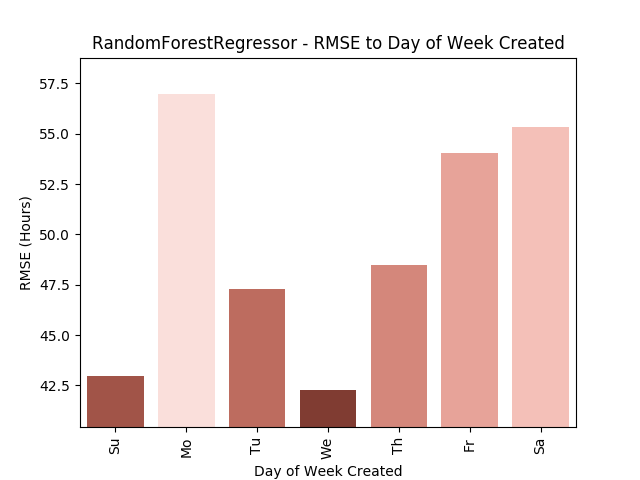 RandomForestRegressor - RMSE to Day of Week Created
57.5
55.0
52.5
50.0
47.5
45.0
42.5
RMSE (Hours)
Su Mo Tu We Th Fr Sa
Day of Week Created